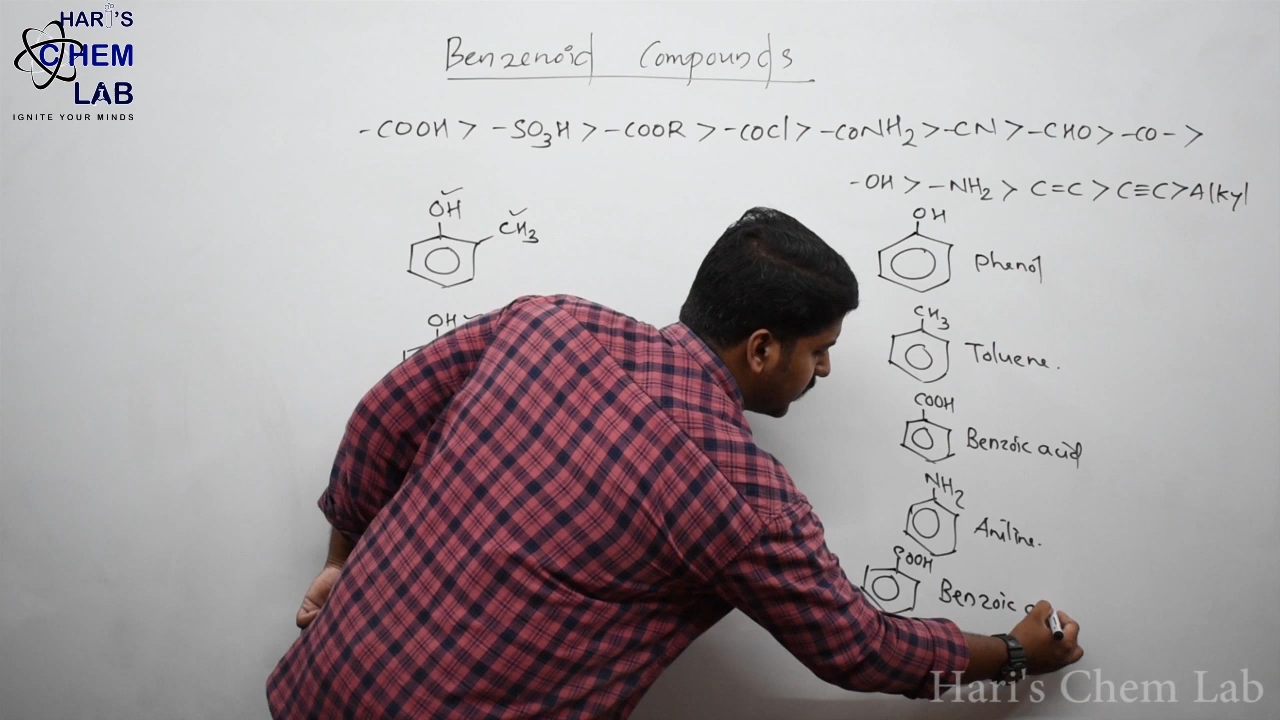 HARI'S
CHEM
LAB
IGNITE YOUR MINDS
Benzenoid Compounds
-COOH > -SO3H > -COOR > -COCl > -CONH2 > -CN > -CHO > -CO- >
-OH > -NH2 > C=C > C≡C > Alkyl
OH
CH3
OH
OH
Phenol
CH3
Toluene.
COOH
Benzoic acid
NH2
Aniline.
COOH
Benzoic a
Hari's Chem Lab